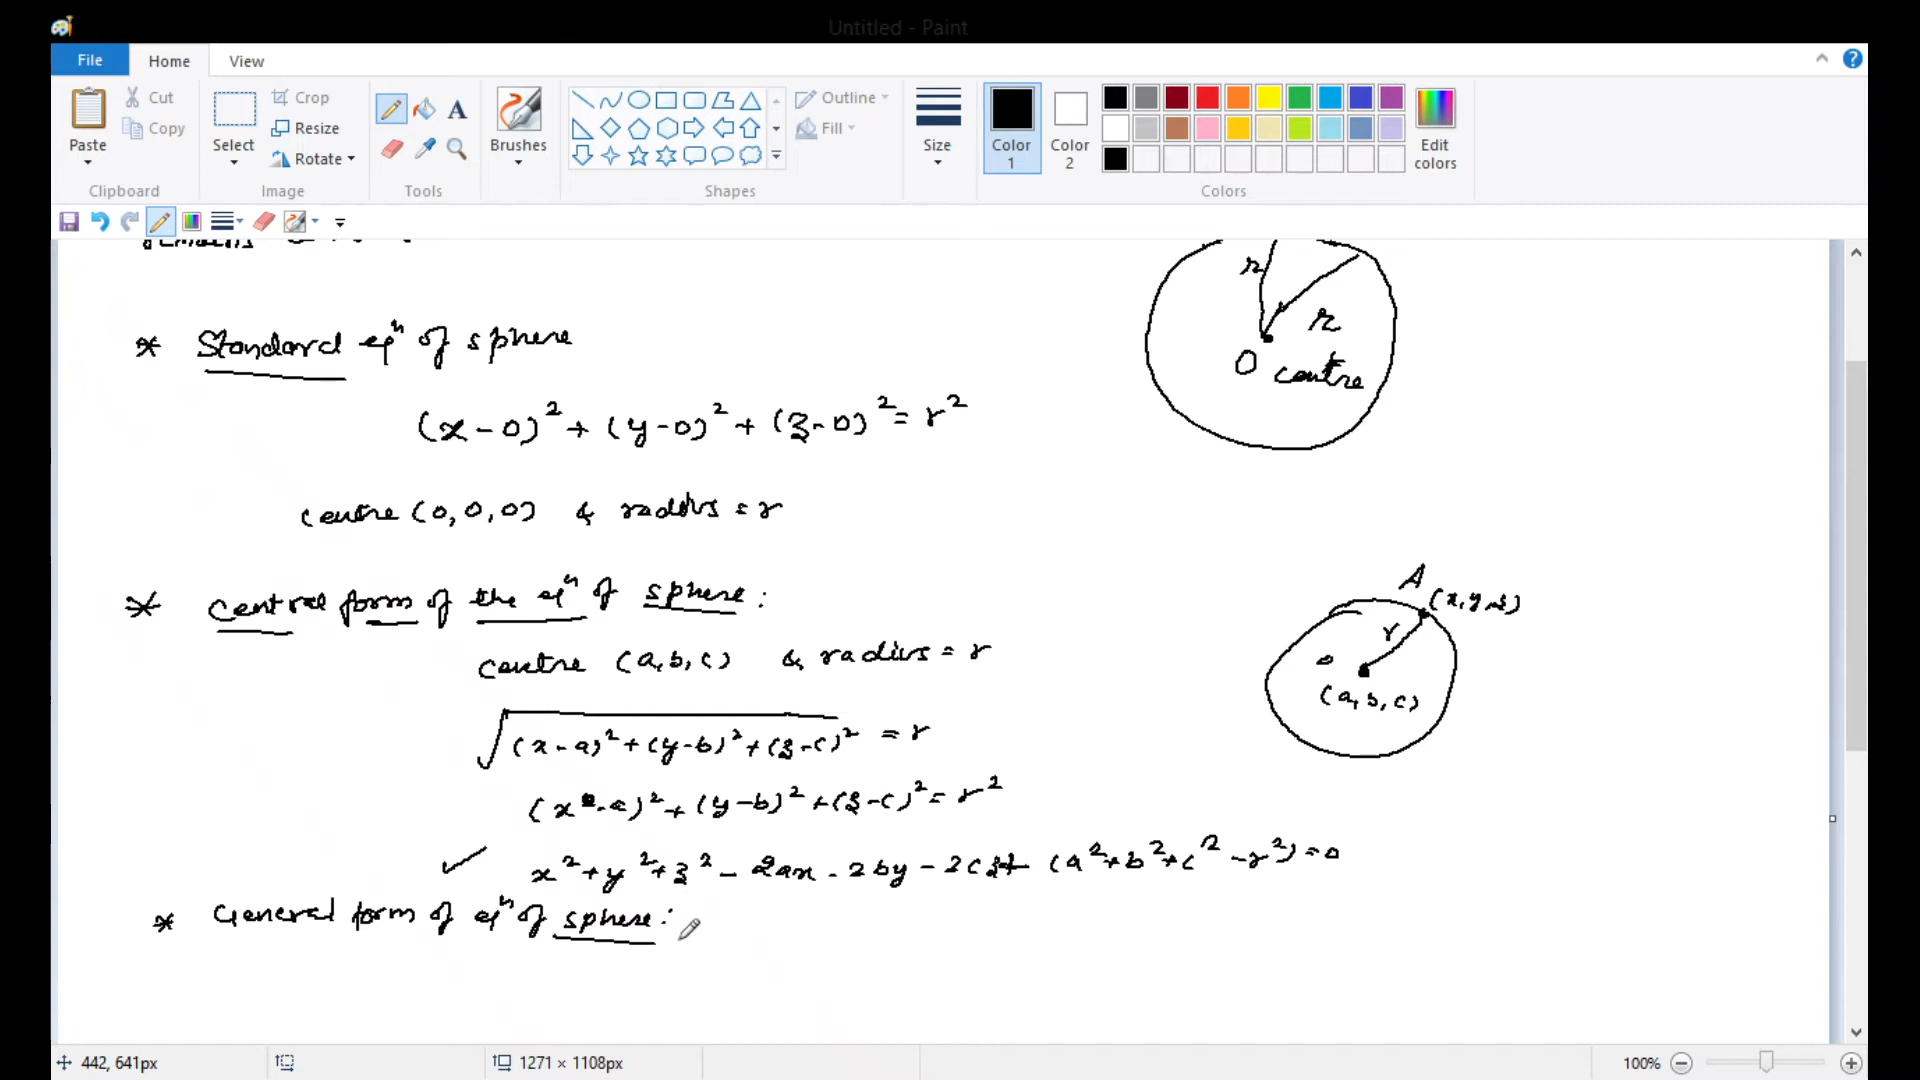 Untitled - Paint
File Home View
Paste
Cut
Copy
Clipboard
Select
Crop
Resize
Rotate
Image
A
Tools
Brushes
Shapes
Outline
Fill
Size
Color 1
Color 2
Colors
Edit colors
r
r
O centre
* Standard eqⁿ of sphere
(x-0)²+(y-0)²+(z-0)²=r²
centre (0,0,0) & radius=r
* Central form of the eqⁿ of sphere:
centre (a,b,c) & radius=r
A
(x,y,z)
r
(a,b,c)
√(x-a)²+(y-b)²+(z-c)² =r
(x-a)²+(y-b)²+(z-c)²=r²
x²+y²+z²-2ax-2by-2cz+(a²+b²+c²-r²)=0
* General form of eqⁿ of sphere:
442, 641px
1271 × 1108px
100%